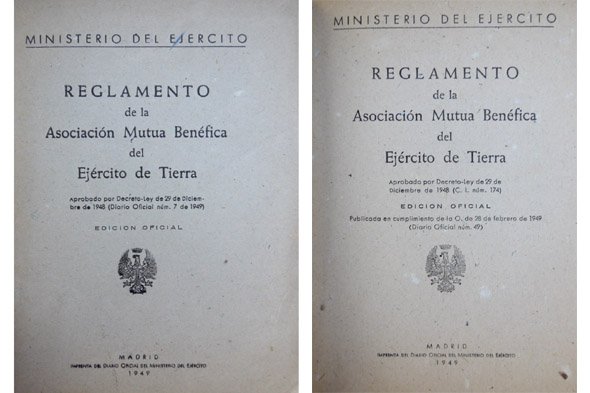 MINISTERIO DEL EJERCITO
REGLAMENTO
de la
Asociación Mutua Benéfica
del
Ejército de Tierra
Aprobado por Decreto-Ley de 29 de Diciem-
bre de 1948 (Diario Oficial núm. 7 de 1949)
EDICION OFICIAL
MADRID
IMPRENTA DEL DIARIO OFICIAL DEL MINISTERIO DEL EJÉRCITO
1949
MINISTERIO DEL EJERCITO
REGLAMENTO
de la
Asociación Mutua Benéfica
del
Ejército de Tierra
Aprobado por Decreto-Ley de 29 de
Diciembre de 1948 (C. L. núm. 174)
EDICION OFICIAL
Publicada en cumplimiento de la O. de 28 de febrero de 1949
(Diario Oficial núm. 49)
MADRID
IMPRENTA DEL DIARIO OFICIAL DEL MINISTERIO DEL EJÉRCITO
1949